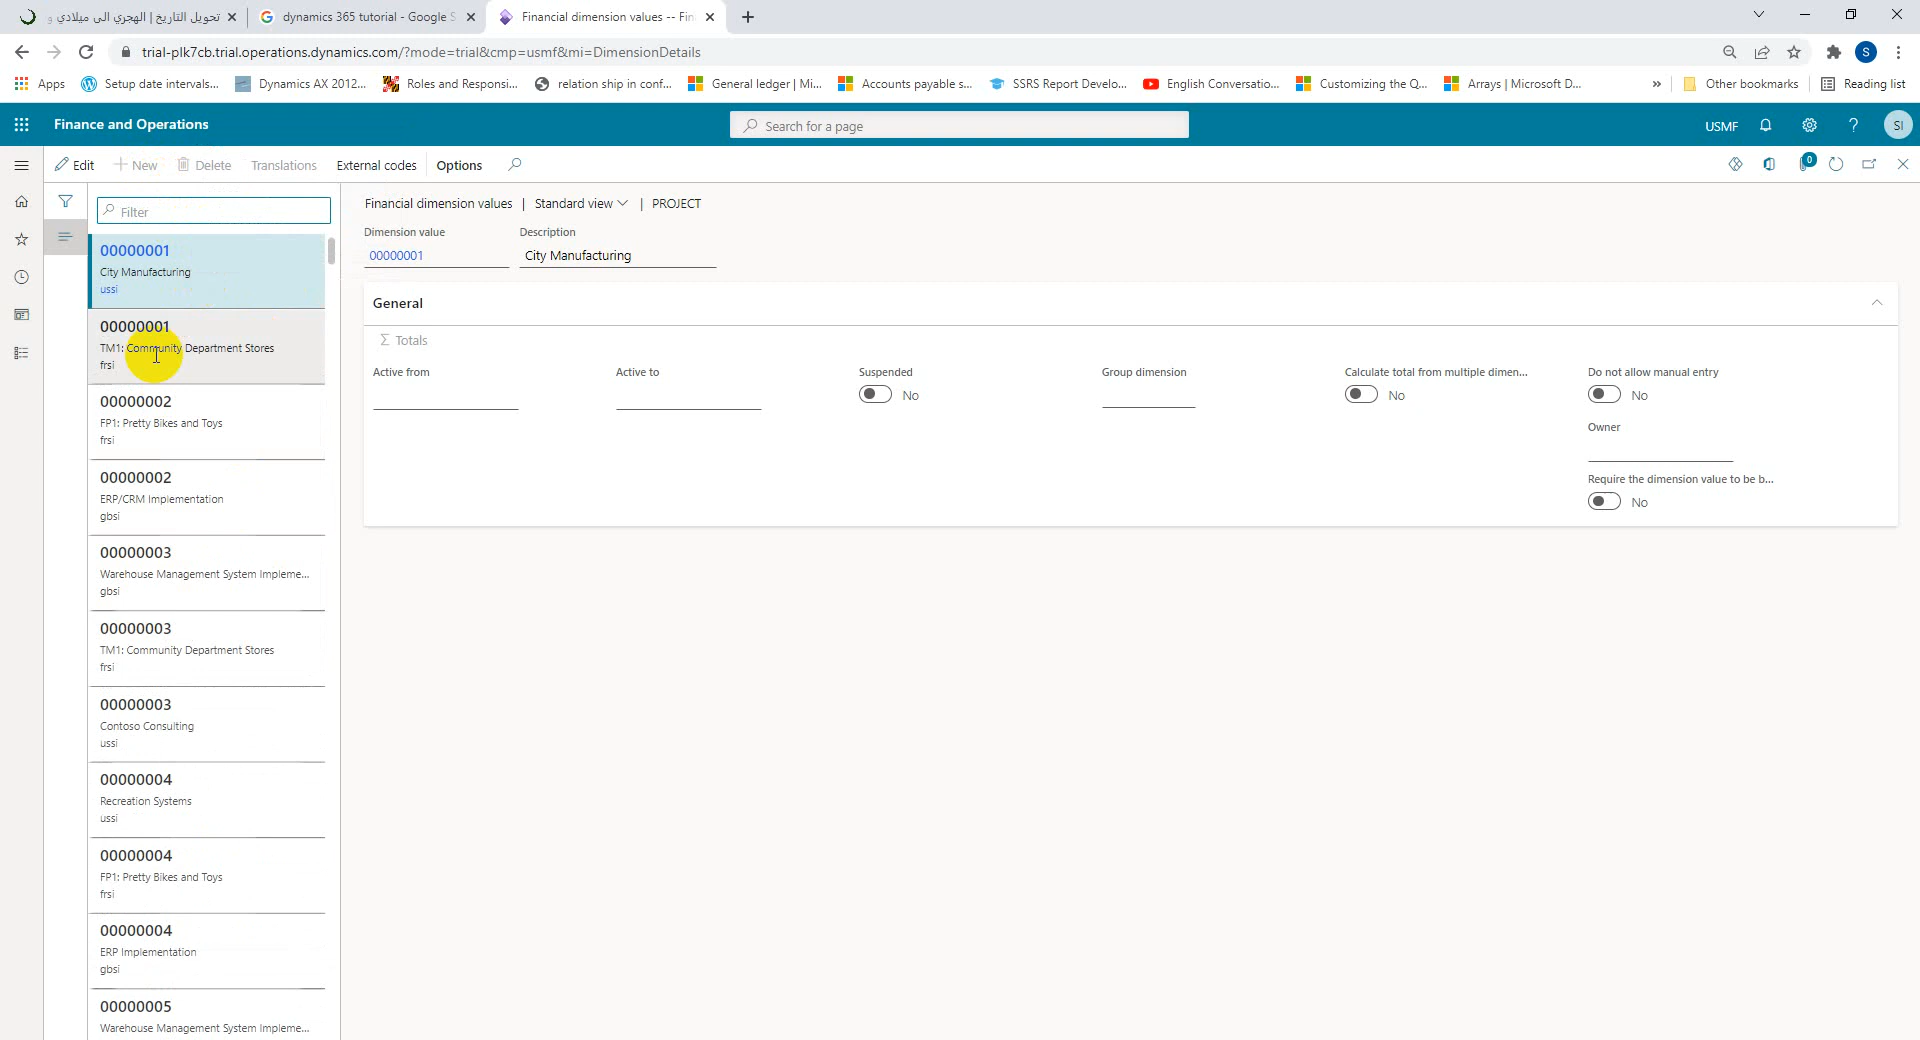 تحويل التاريخ | الهجري الى ميلادي و
dynamics 365 tutorial - Google S
Financial dimension values -- Fin
trial-plk7cb.trial.operations.dynamics.com/?mode=trial&cmp=usmf&mi=DimensionDetails
S
Apps
Setup date intervals...
Dynamics AX 2012...
Roles and Responsi...
relation ship in conf...
General ledger | Mi...
Accounts payable s...
SSRS Report Develo...
English Conversatio...
Customizing the Q...
Arrays | Microsoft D...
»
Other bookmarks
Reading list
Finance and Operations
Search for a page
USMF
?
SI
Edit
New
Delete
Translations
External codes
Options
0
Filter
00000001
City Manufacturing
ussi
00000001
TM1: Community Department Stores
frsi
00000002
FP1: Pretty Bikes and Toys
frsi
00000002
ERP/CRM Implementation
gbsi
00000003
Warehouse Management System Impleme...
gbsi
00000003
TM1: Community Department Stores
frsi
00000003
Contoso Consulting
ussi
00000004
Recreation Systems
ussi
00000004
FP1: Pretty Bikes and Toys
frsi
00000004
ERP Implementation
gbsi
00000005
Warehouse Management System Impleme...
Financial dimension values | Standard view | PROJECT
Dimension value
00000001
Description
City Manufacturing
General
Σ Totals
Active from
Active to
Suspended
No
Group dimension
Calculate total from multiple dimen...
No
Do not allow manual entry
No
Owner
Require the dimension value to be b...
No